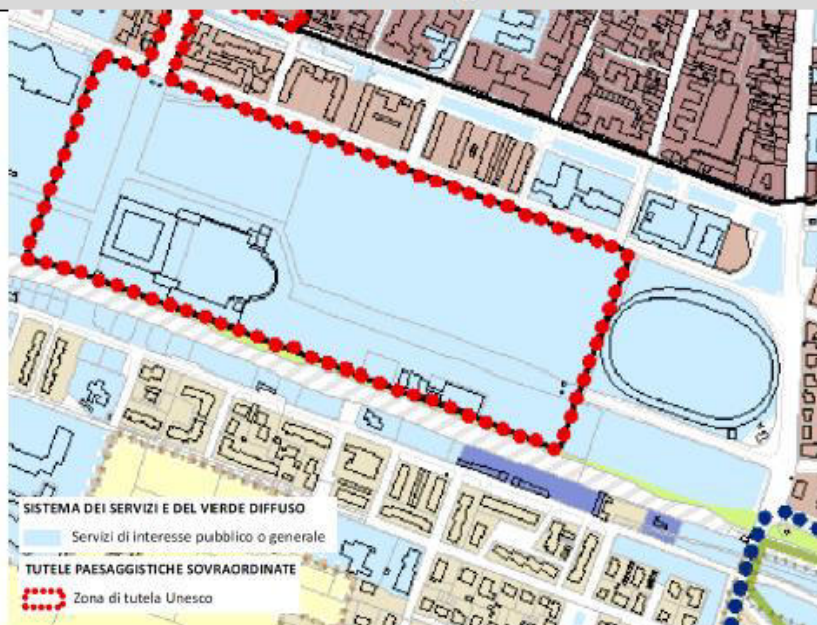 SISTEMA DEI SERVIZI E DEL VERDE DIFFUSO
Servizi di interesse pubblico o generale
TUTELE PAESAGGISTICHE SOVRAORDINATE
Zona di tutela Unesco